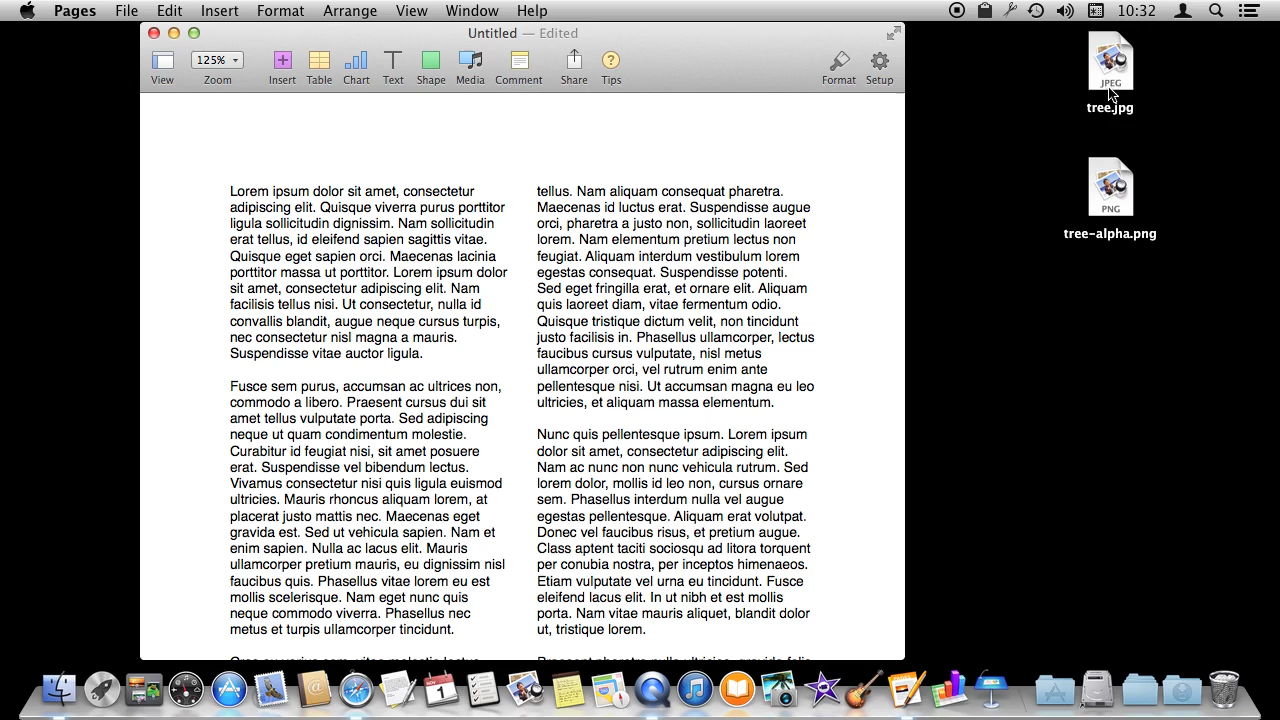 Pages File Edit Insert Format Arrange View Window Help 10:32
Untitled — Edited
125%
View Zoom Insert Table Chart Text Shape Media Comment Share Tips Format Setup
JPEG
tree.jpg
PNG
tree-alpha.png
Lorem ipsum dolor sit amet, consectetur
adipiscing elit. Quisque viverra purus porttitor
ligula sollicitudin dignissim. Nam sollicitudin
erat tellus, id eleifend sapien sagittis vitae.
Quisque eget sapien orci. Maecenas lacinia
porttitor massa ut porttitor. Lorem ipsum dolor
sit amet, consectetur adipiscing elit. Nam
facilisis tellus nisi. Ut consectetur, nulla id
convallis blandit, augue neque cursus turpis,
nec consectetur nisl magna a mauris.
Suspendisse vitae auctor ligula.
Fusce sem purus, accumsan ac ultrices non,
commodo a libero. Praesent cursus dui sit
amet tellus vulputate porta. Sed adipiscing
neque ut quam condimentum molestie.
Curabitur id feugiat nisi, sit amet posuere
erat. Suspendisse vel bibendum lectus.
Vivamus consectetur nisi quis ligula euismod
ultricies. Mauris rhoncus aliquam lorem, at
placerat justo mattis nec. Maecenas eget
gravida est. Sed ut vehicula sapien. Nam et
enim sapien. Nulla ac lacus elit. Mauris
ullamcorper pretium mauris, eu dignissim nisl
faucibus quis. Phasellus vitae lorem eu est
mollis scelerisque. Nam eget nunc quis
neque commodo viverra. Phasellus nec
metus et turpis ullamcorper tincidunt.
tellus. Nam aliquam consequat pharetra.
Maecenas id luctus erat. Suspendisse augue
orci, pharetra a justo non, sollicitudin laoreet
lorem. Nam elementum pretium lectus non
feugiat. Aliquam interdum vestibulum lorem
egestas consequat. Suspendisse potenti.
Sed eget fringilla erat, et ornare elit. Aliquam
quis laoreet diam, vitae fermentum odio.
Quisque tristique dictum velit, non tincidunt
justo facilisis in. Phasellus ullamcorper, lectus
faucibus cursus vulputate, nisl metus
ullamcorper orci, vel rutrum enim ante
pellentesque nisi. Ut accumsan magna eu leo
ultricies, et aliquam massa elementum.
Nunc quis pellentesque ipsum. Lorem ipsum
dolor sit amet, consectetur adipiscing elit.
Nam ac nunc non nunc vehicula rutrum. Sed
lorem dolor, mollis id leo non, cursus ornare
sem. Phasellus interdum nulla vel augue
egestas pellentesque. Aliquam erat volutpat.
Donec vel faucibus risus, et pretium augue.
Class aptent taciti sociosqu ad litora torquent
per conubia nostra, per inceptos himenaeos.
Etiam vulputate vel urna eu tincidunt. Fusce
eleifend lacus elit. In ut nibh et est mollis
porta. Nam vitae mauris aliquet, blandit dolor
ut, tristique lorem.